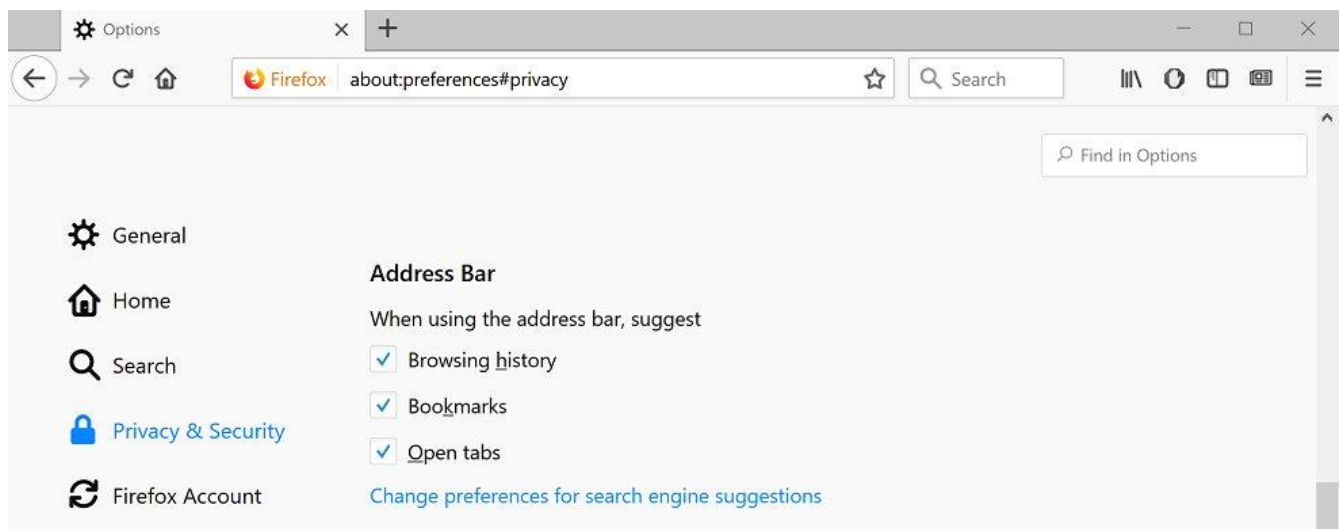 Options
Firefox about:preferences#privacy Search
Find in Options
General
Home
Search
Privacy & Security
Firefox Account
Address Bar
When using the address bar, suggest
Browsing history
Bookmarks
Open tabs
Change preferences for search engine suggestions